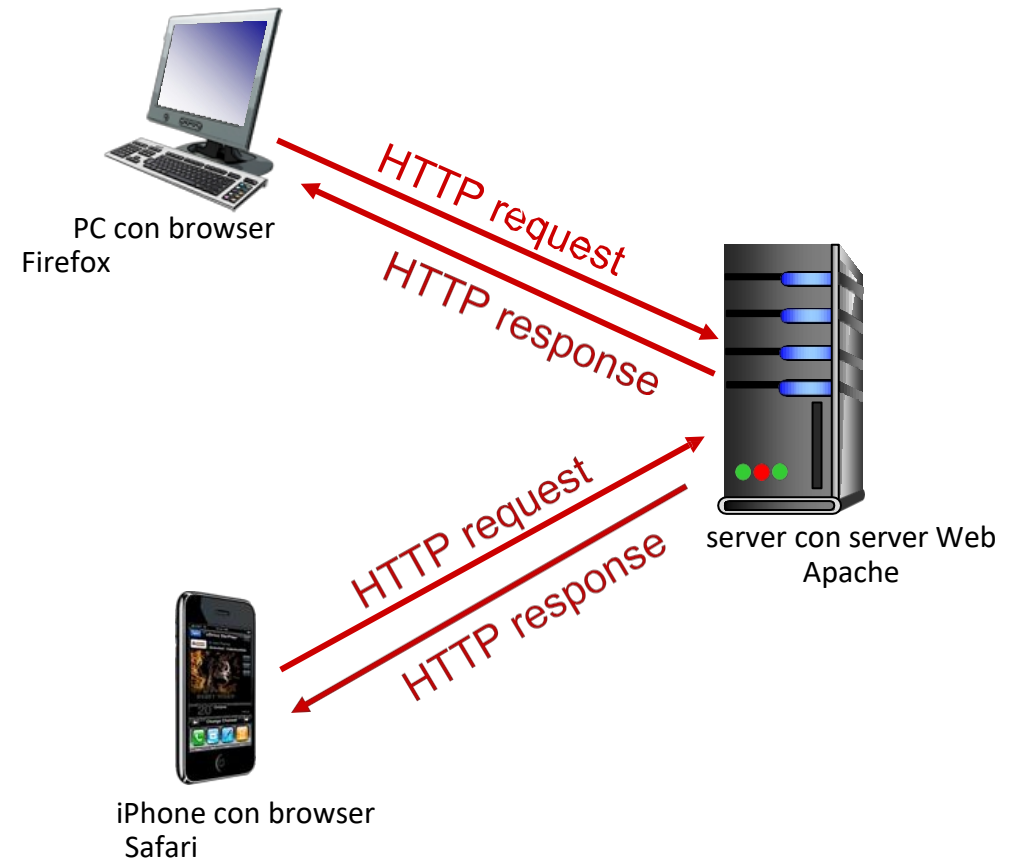 HTTP request
PC con browser
Firefox
HTTP response
HTTP request
server con server Web
Apache
HTTP response
iPhone con browser
Safari